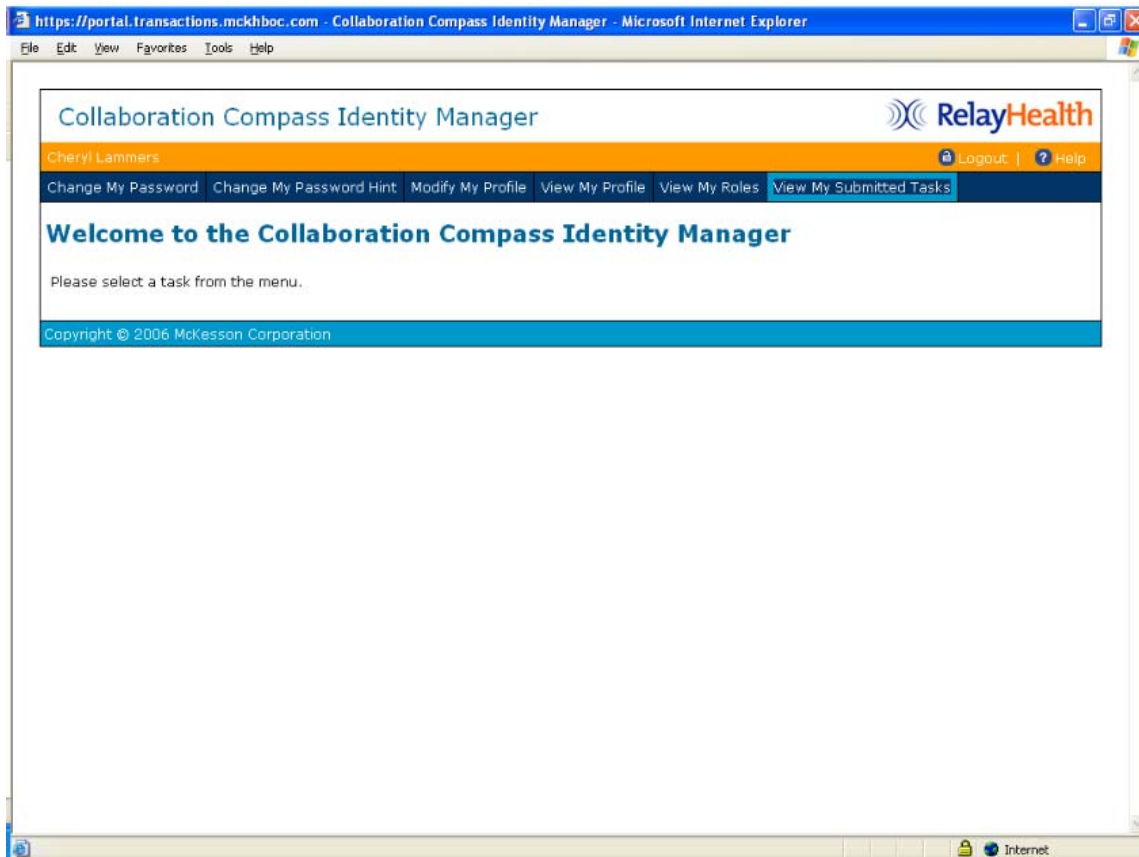 https://portal.transactions.mckhboc.com - Collaboration Compass Identity Manager - Microsoft Internet Explorer
File Edit View Favorites Tools Help
Collaboration Compass Identity Manager RelayHealth
Cheryl Lammers Logout | ? Help
Change My Password Change My Password Hint Modify My Profile View My Profile View My Roles View My Submitted Tasks
Welcome to the Collaboration Compass Identity Manager
Please select a task from the menu.
Copyright © 2006 McKesson Corporation
Internet